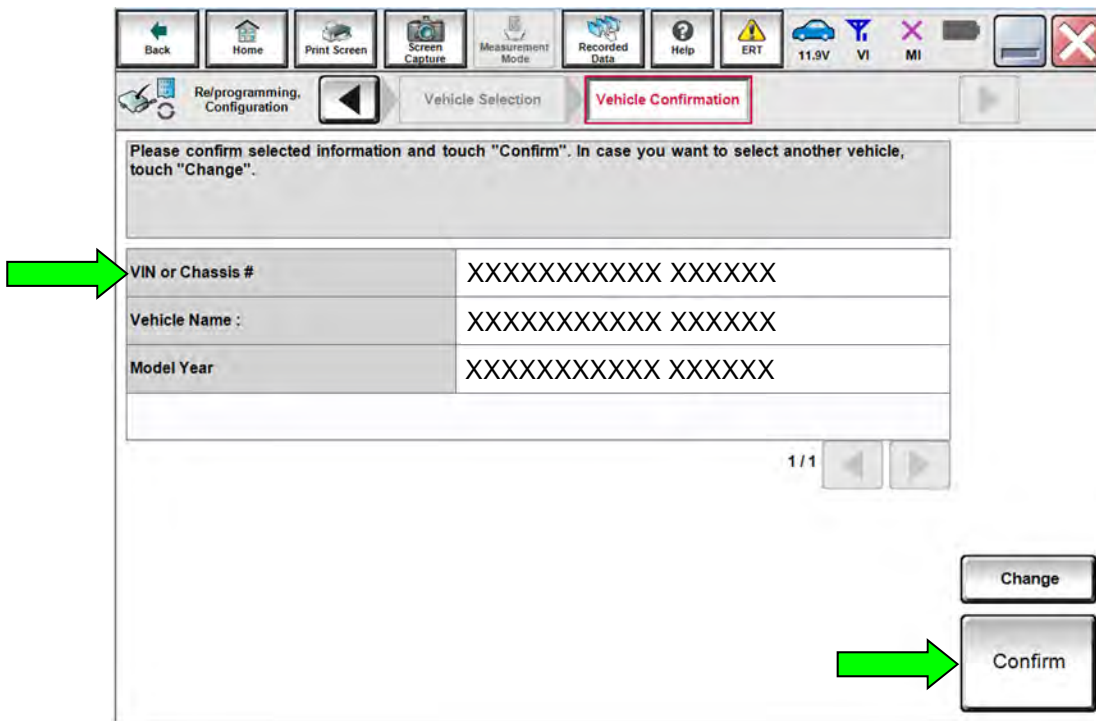 Back
Home
Print Screen
Screen
Capture
Measurement
Mode
Recorded
Data
Help
ERT
11.9V
VI
MI
Re/programming,
Configuration
Vehicle Selection
Vehicle Confirmation
Please confirm selected information and touch "Confirm". In case you want to select another vehicle,
touch "Change".
VIN or Chassis #
XXXXXXXXXXX XXXXXX
Vehicle Name :
XXXXXXXXXXX XXXXXX
Model Year
XXXXXXXXXXX XXXXXX
1/1
Change
Confirm